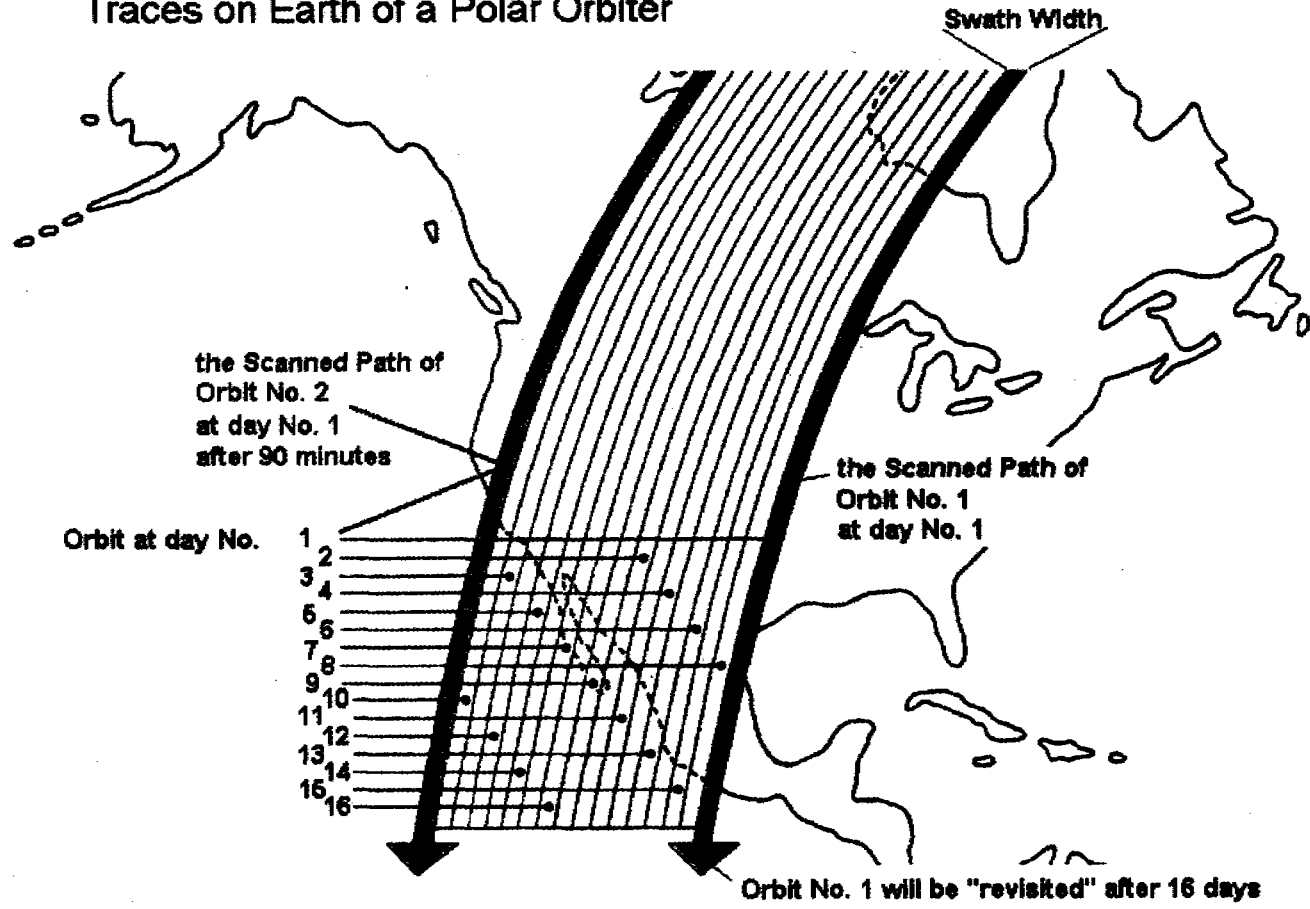 Traces on Earth of a Polar Orbiter
Swath Width
the Scanned Path of
Orbit No. 2
at day No. 1
after 90 minutes
the Scanned Path of
Orbit No. 1
at day No. 1
Orbit at day No.
1
2
3
4
5
6
7
8
9
10
11
12
13
14
15
16
Orbit No. 1 will be "revisited" after 16 days